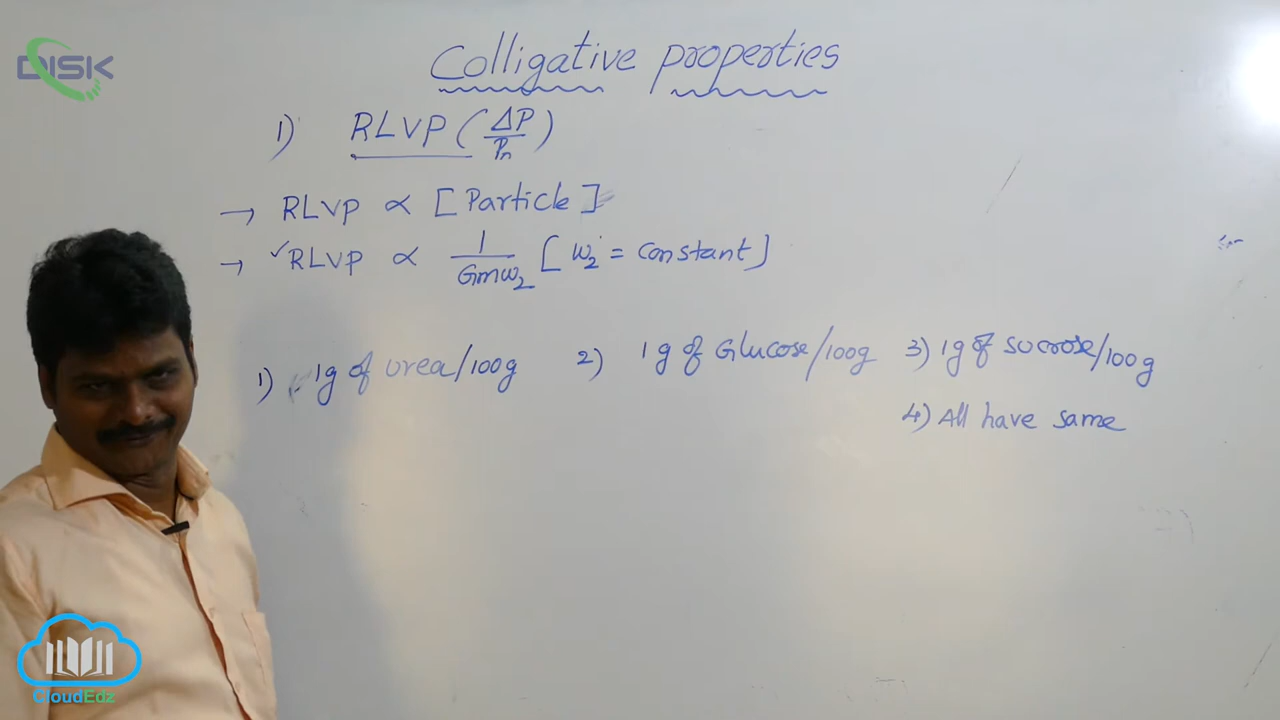 DISK
Colligative properties
1) RLVP (ΔP/Pn)
→ RLVP ∝ [Particle]
→ ✓RLVP ∝ 1/Gmw₂ [w₂ = constant]
1) 1g of urea/100g 2) 1g of Glucose/100g 3) 1g of sucrose/100g
4) All have same
CloudEdz